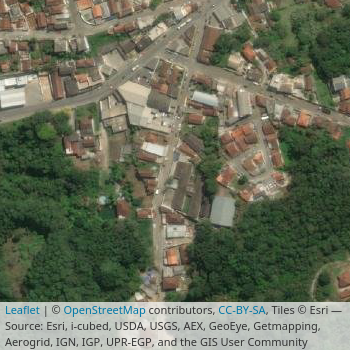 Leaflet | © OpenStreetMap contributors, CC-BY-SA, Tiles © Esri —
Source: Esri, i-cubed, USDA, USGS, AEX, GeoEye, Getmapping,
Aerogrid, IGN, IGP, UPR-EGP, and the GIS User Community